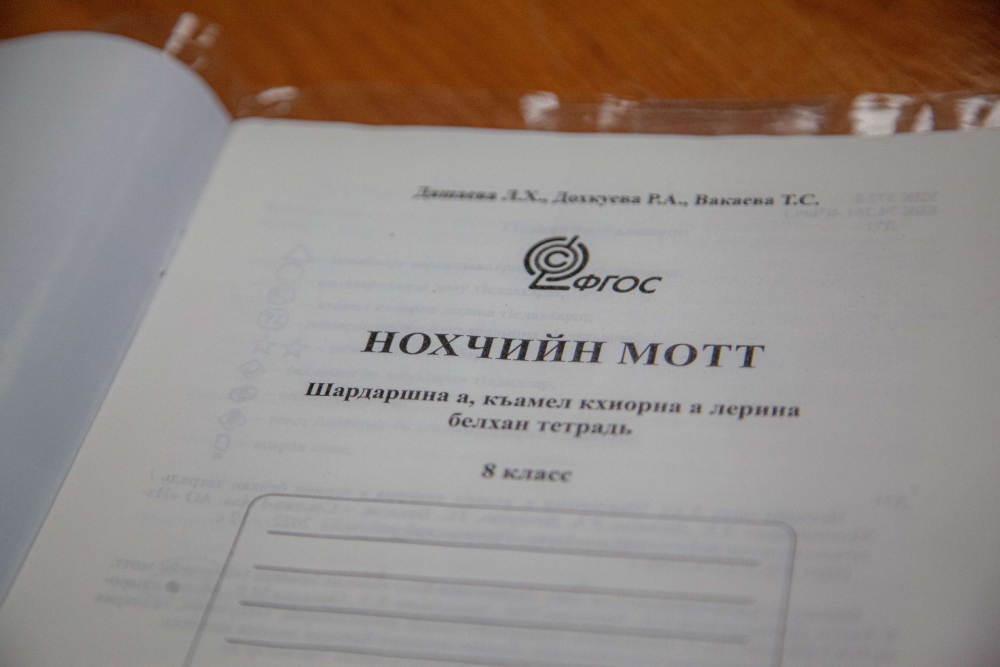 Дашаева Л.Х., Дохкуева Р.А., Вакаева Т.С.
ФГОС
НОХЧИЙН МОТТ
Шардаршна а, къамел кхиорна а лерина
белхан тетрадь
8 класс